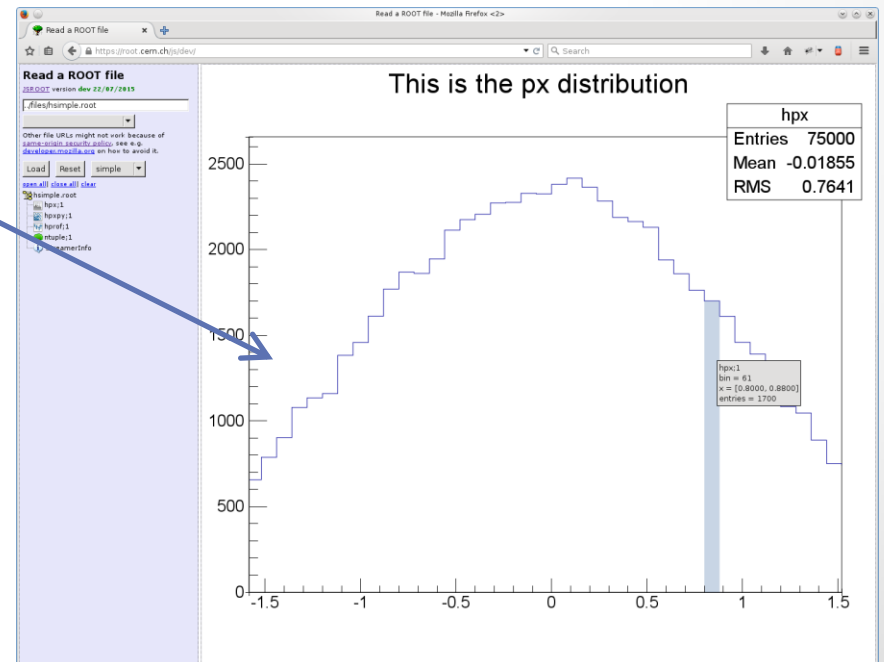 Read a ROOT file - Mozilla Firefox <2>
Read a ROOT file
https://root.cern.ch/js/dev/
Search
Read a ROOT file
JSROOT version dev 22/07/2015
../files/hsimple.root
Other file URLs might not work because of
same-origin security policy, see e.g.
developer.mozilla.org on how to avoid it.
Load Reset simple
open all| close all| clear
hsimple.root
hpx;1
hpxpy;1
hprof;1
ntuple;1
StreamerInfo
This is the px distribution
hpx
Entries 75000
Mean -0.01855
RMS 0.7641
2500
2000
1500
1000
500
0
hpx;1
bin = 61
x = [0.8000, 0.8800]
entries = 1700
-1.5 -1 -0.5 0 0.5 1 1.5